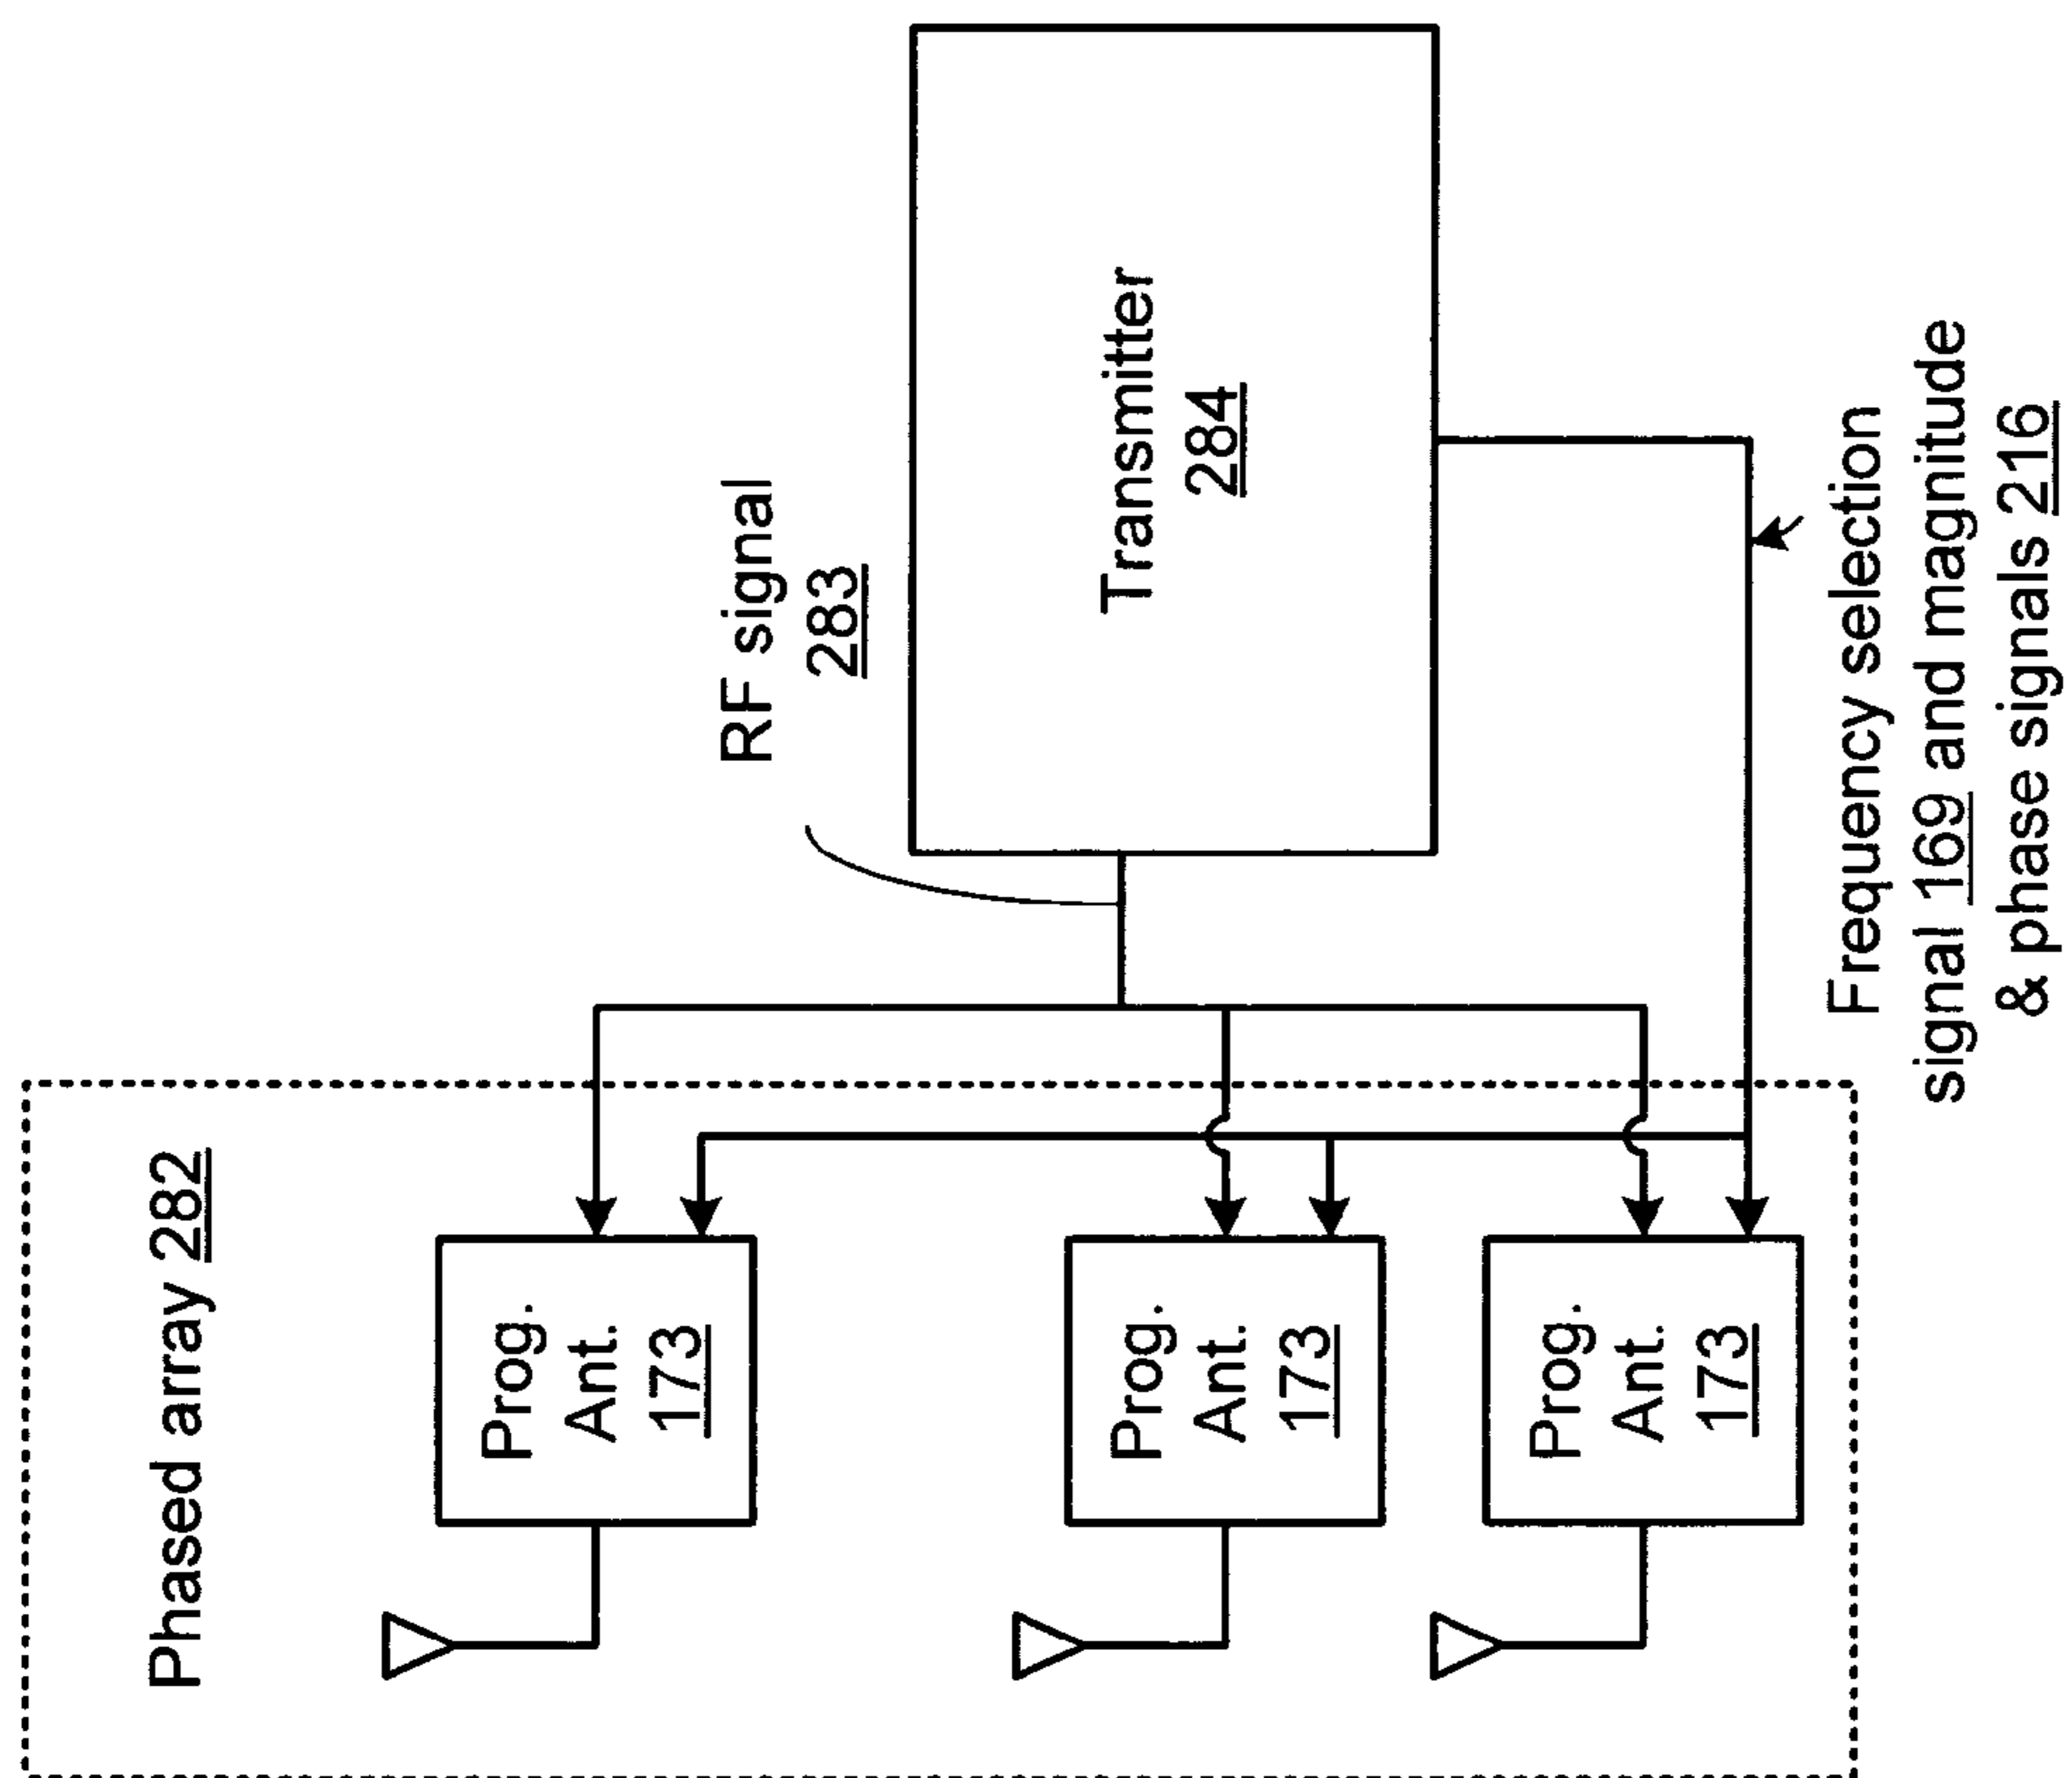 Phased array 282
Prog.
Ant.
173
Prog.
Ant.
173
Prog.
Ant.
173
RF signal
283
Transmitter
284
Frequency selection
signal 169 and magnitude
& phase signals 216